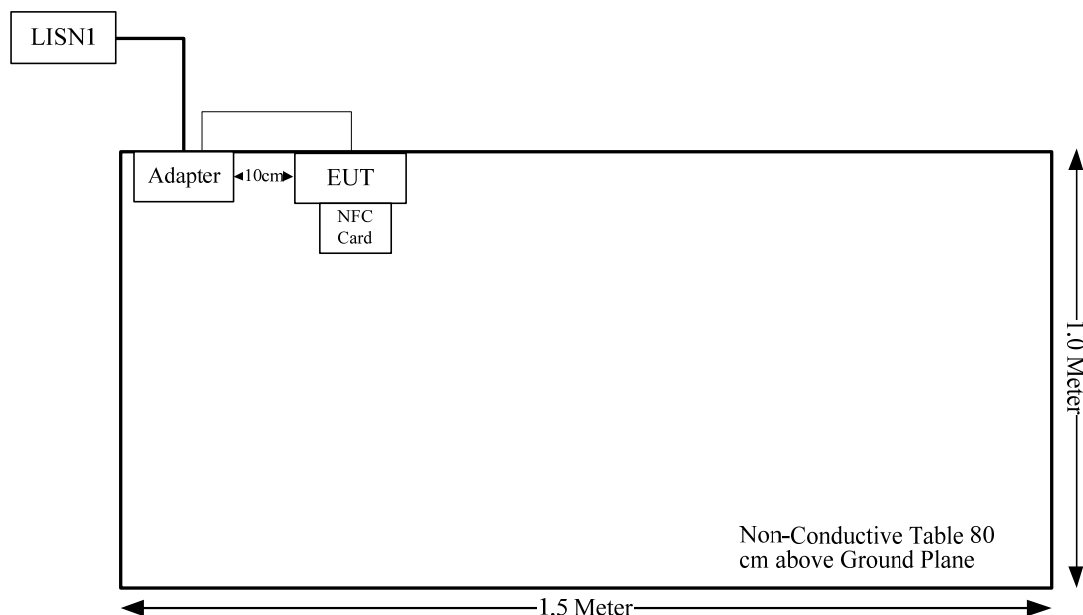 LISN1
Adapter
10cm
EUT
NFC
Card
1.0 Meter
Non-Conductive Table 80
cm above Ground Plane
1.5 Meter